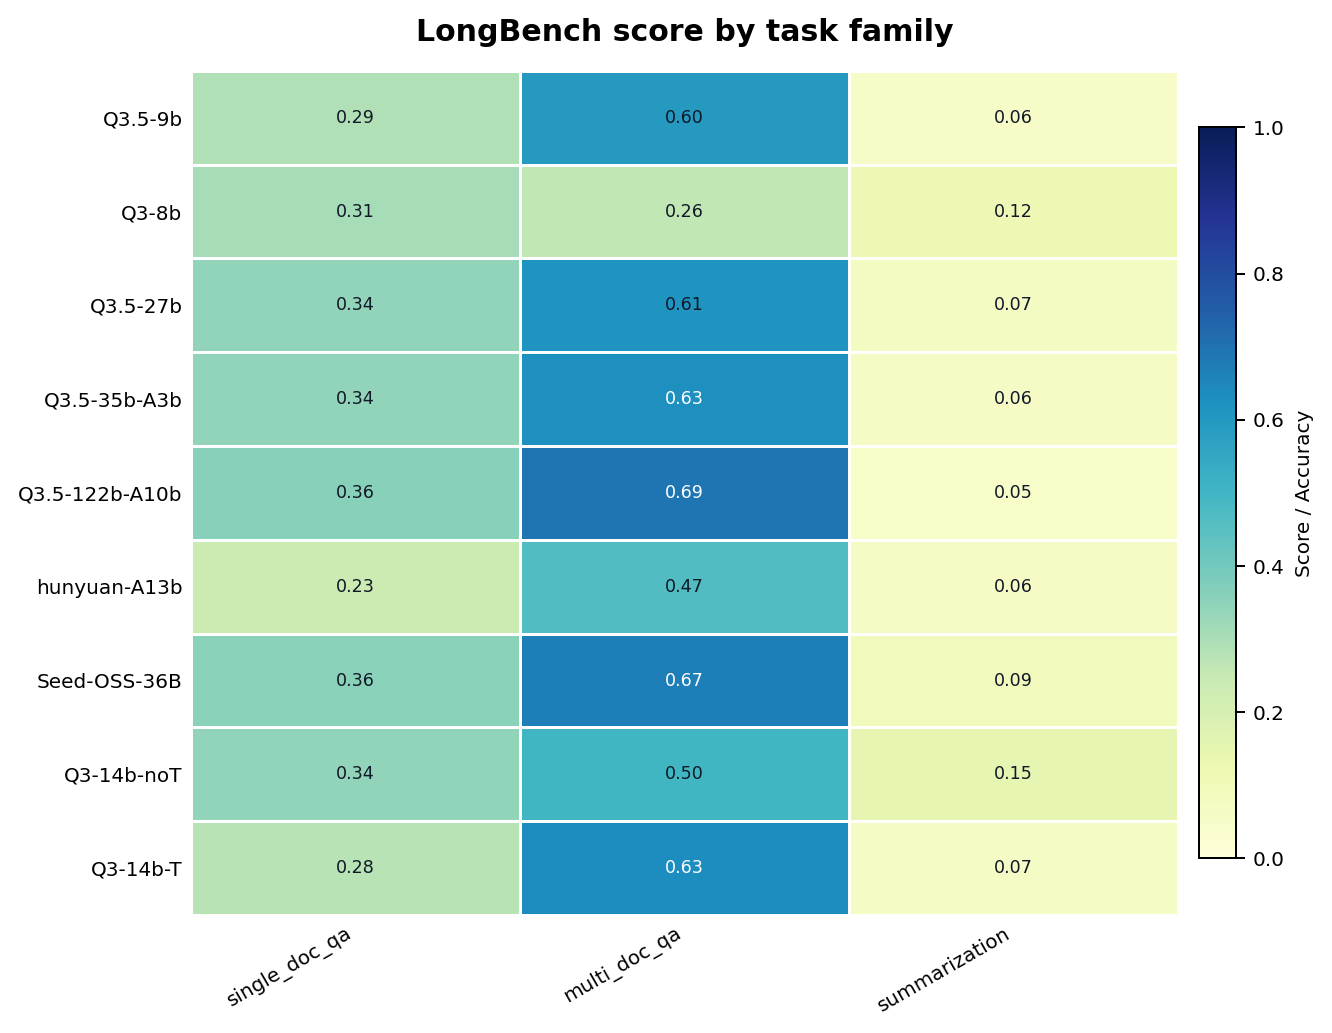 LongBench score by task family
Q3.5-9b 0.29 0.60 0.06
Q3-8b 0.31 0.26 0.12
Q3.5-27b 0.34 0.61 0.07
Q3.5-35b-A3b 0.34 0.63 0.06
Q3.5-122b-A10b 0.36 0.69 0.05
hunyuan-A13b 0.23 0.47 0.06
Seed-OSS-36B 0.36 0.67 0.09
Q3-14b-noT 0.34 0.50 0.15
Q3-14b-T 0.28 0.63 0.07
single_doc_qa multi_doc_qa summarization
1.0
0.8
0.6
0.4
0.2
0.0
Score / Accuracy